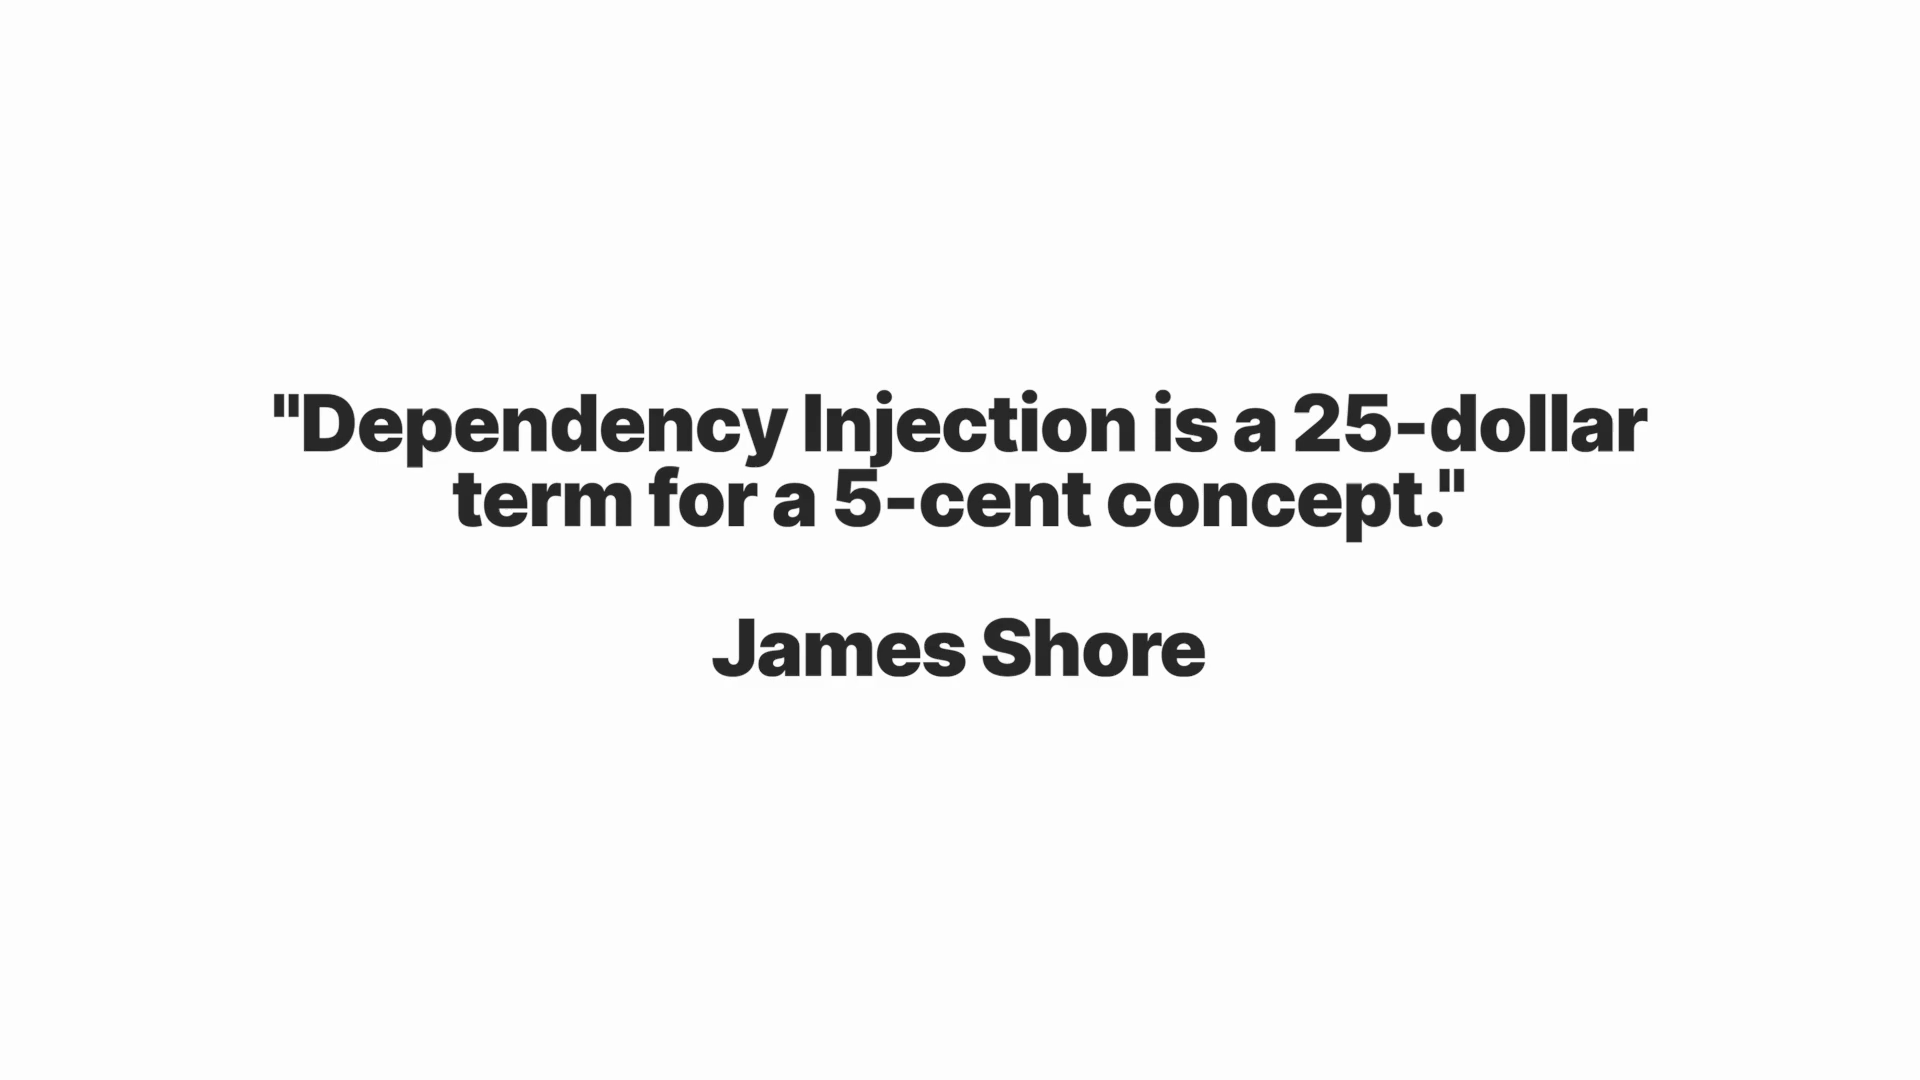 "Dependency Injection is a 25-dollar
term for a 5-cent concept."
James Shore